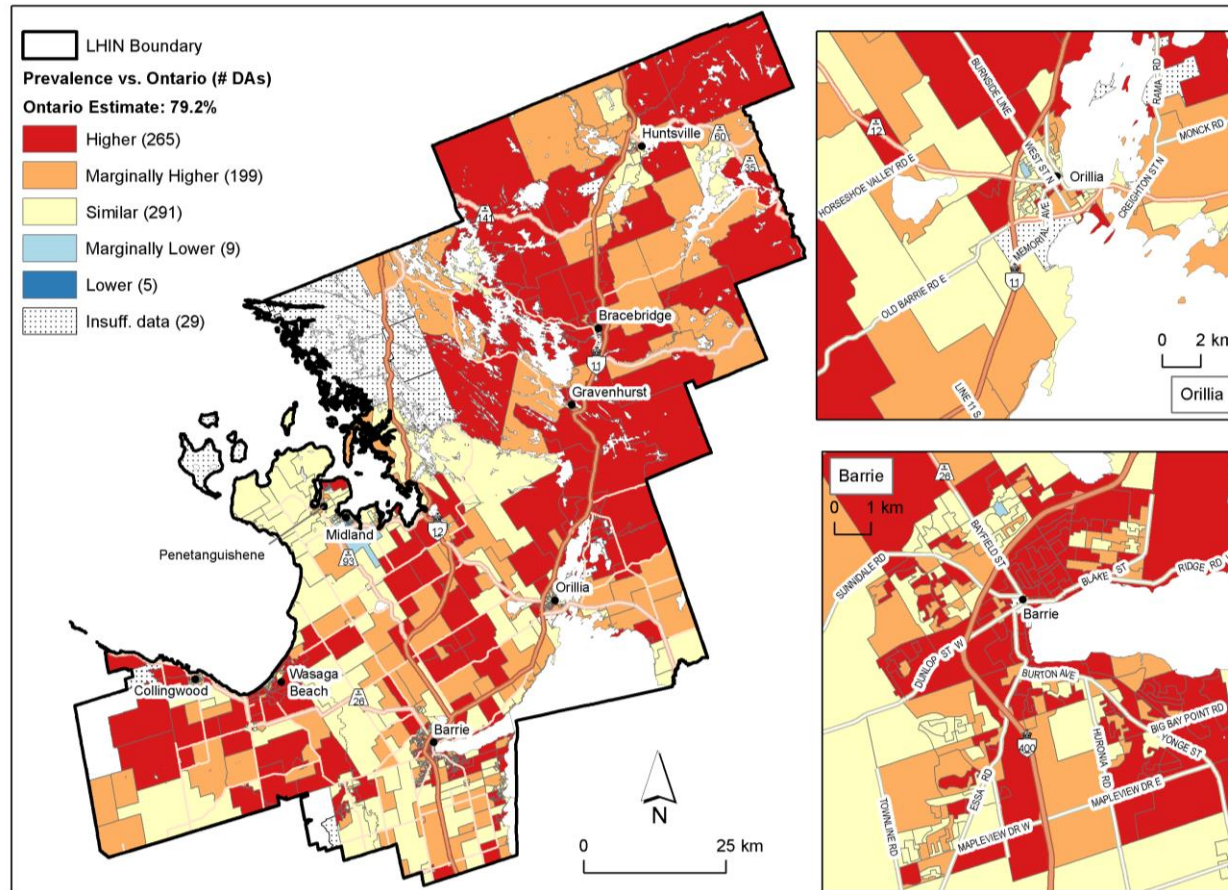 LHIN Boundary
Prevalence vs. Ontario (# DAs)
Ontario Estimate: 79.2%
Higher (265)
Marginally Higher (199)
Similar (291)
Marginally Lower (9)
Lower (5)
Insuff. data (29)
Huntsville
60
35
141
Bracebridge
11
Gravenhurst
12
Midland
Penetanguishene
93
Orillia
Wasaga
Beach
Collingwood
26
Barrie
N
0
25 km
BURNSIDE LINE
RAMA RD
12
MONCK RD
WEST ST N
Orillia
HORSESHOE VALLEY RD E
CREIGHTON ST N
MEMORIAL AVE
OLD BARRIE RD E
11
0 2 km
LINE 11 S
Orillia
Barrie
0 1 km
26
BAYFIELD ST
SUNNIDALE RD
BLAKE ST
RIDGE RD
Barrie
DUNLOP ST W
BURTON AVE
BIG BAY POINT RD
YONGE ST
400
HURONIA RD
ESSA RD
TOWNLINE RD
MAPLEVIEW DR E
MAPLEVIEW DR W